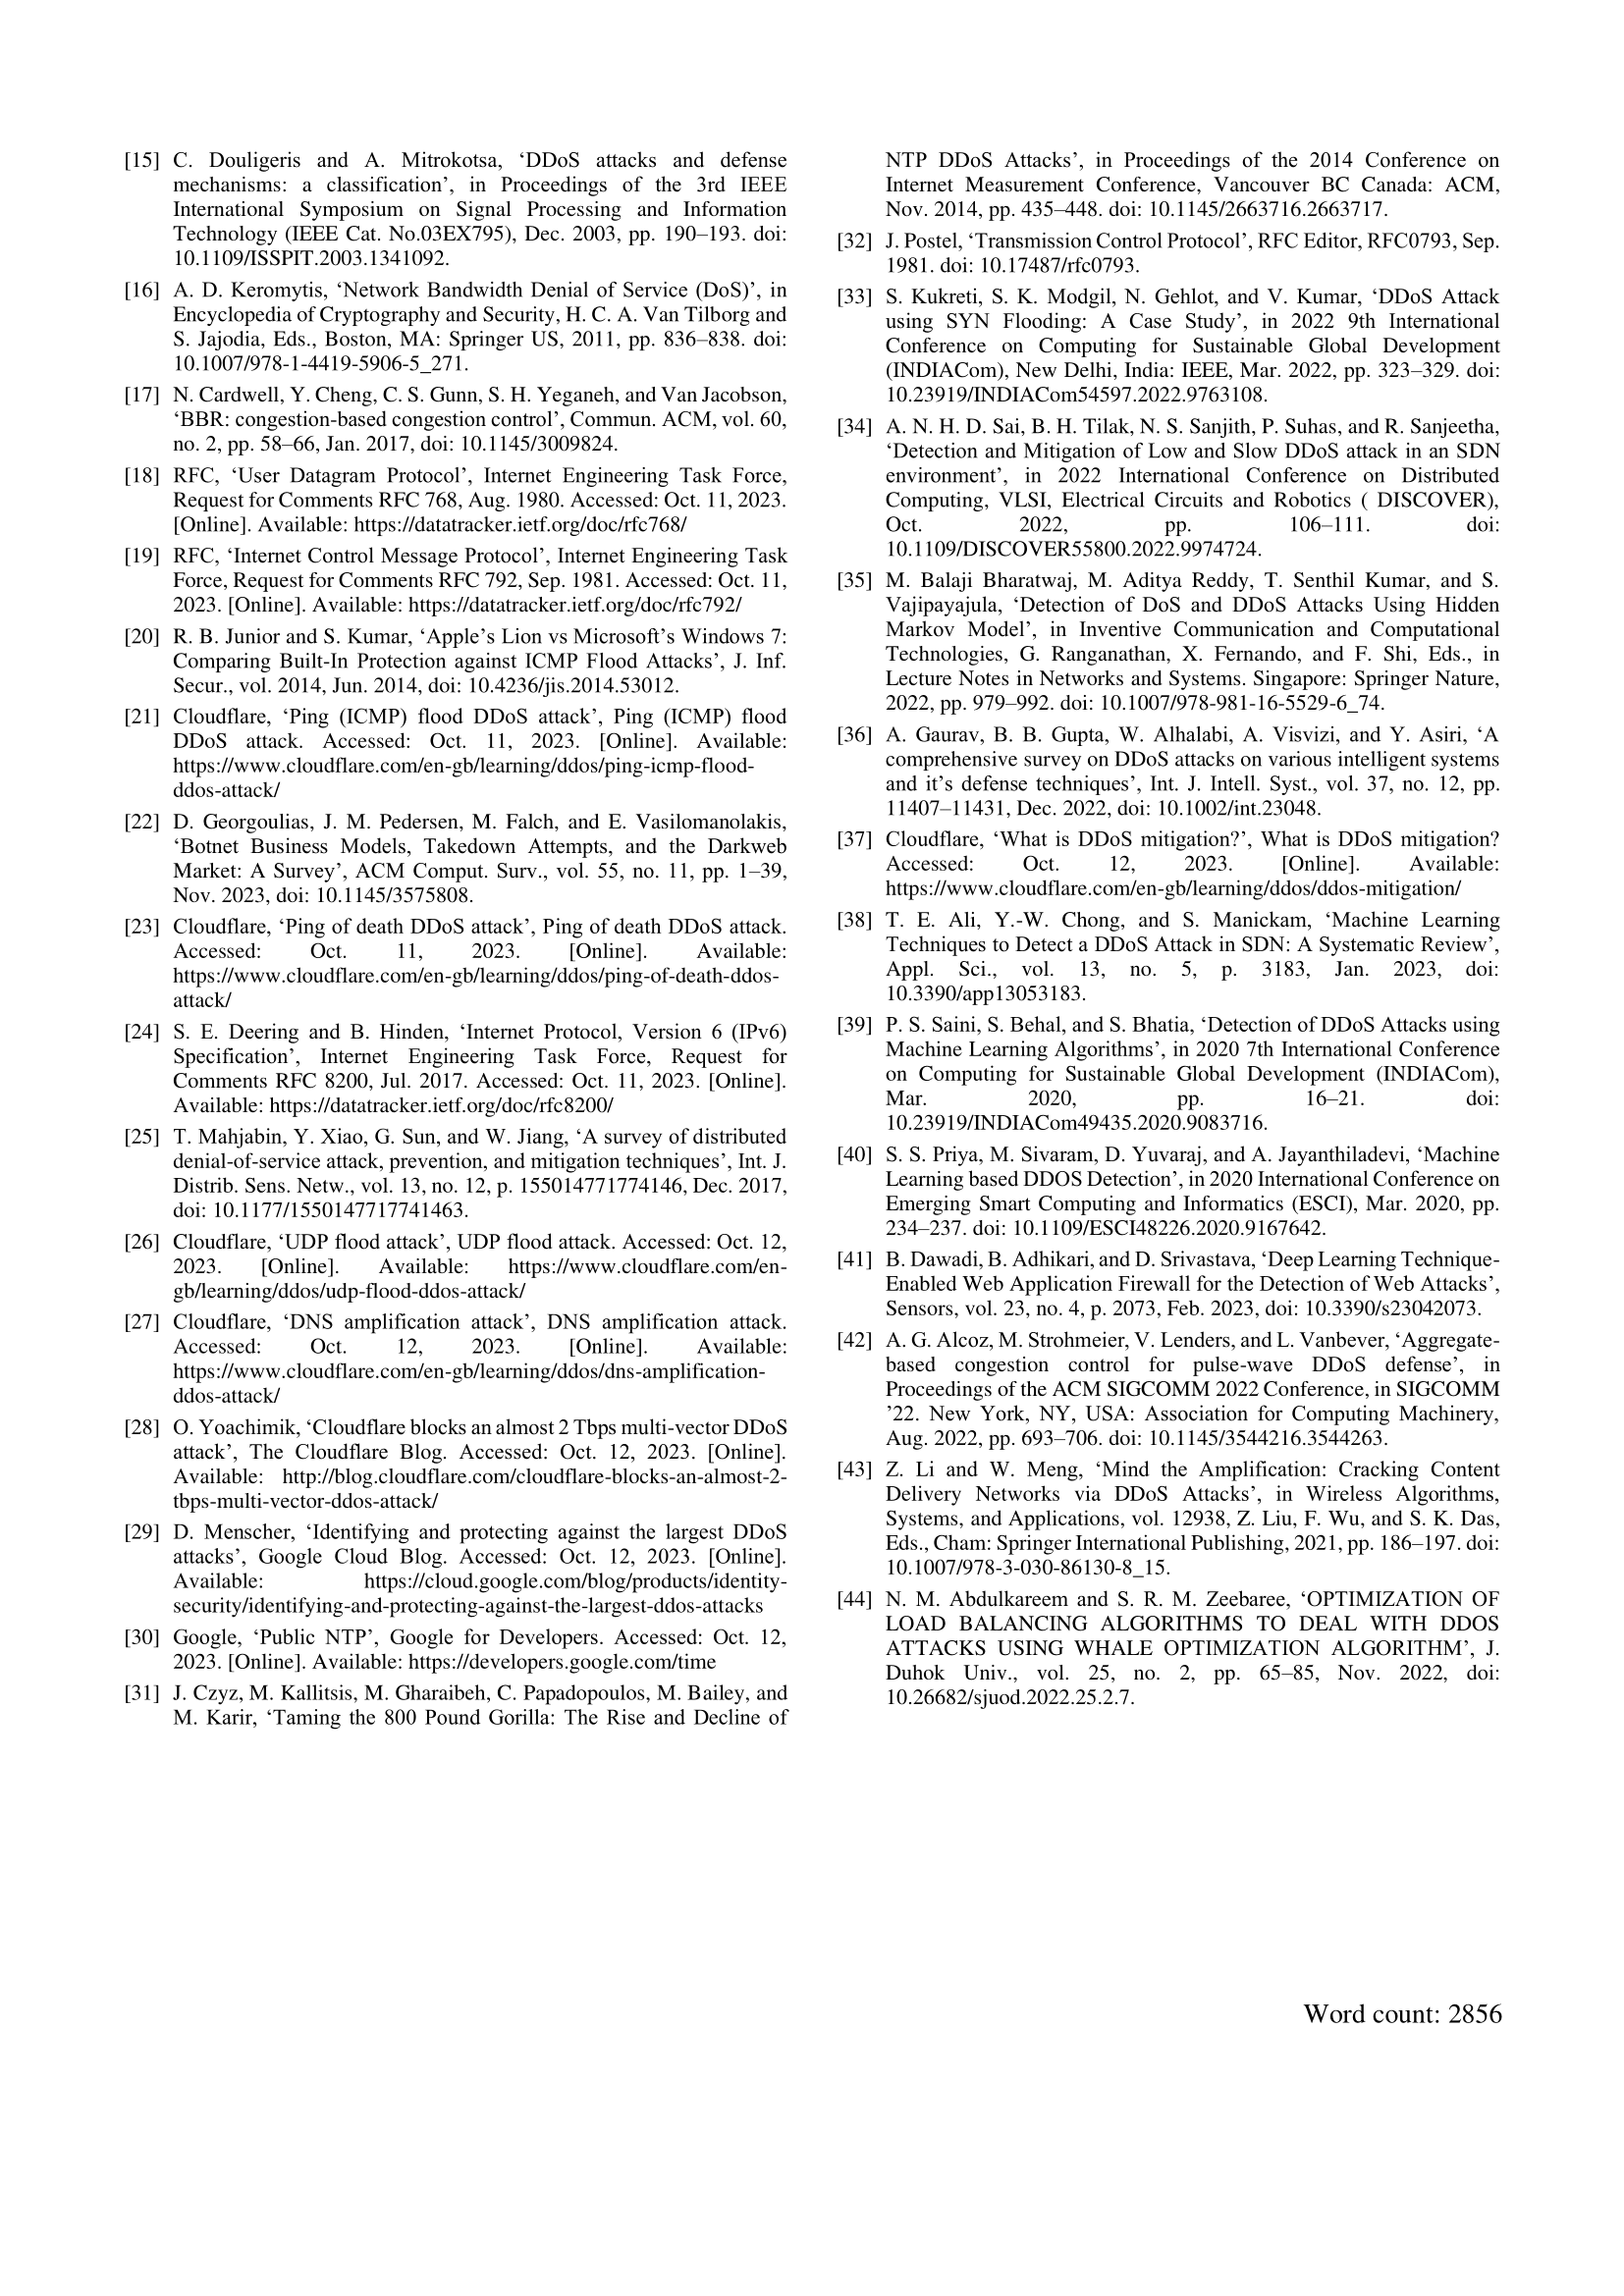 [15] C. Douligeris and A. Mitrokotsa, ‘DDoS attacks and defense
mechanisms: a classification’, in Proceedings of the 3rd IEEE
International Symposium on Signal Processing and Information
Technology (IEEE Cat. No.03EX795), Dec. 2003, pp. 190–193. doi:
10.1109/ISSPIT.2003.1341092.
[16] A. D. Keromytis, ‘Network Bandwidth Denial of Service (DoS)’, in
Encyclopedia of Cryptography and Security, H. C. A. Van Tilborg and
S. Jajodia, Eds., Boston, MA: Springer US, 2011, pp. 836–838. doi:
10.1007/978-1-4419-5906-5_271.
[17] N. Cardwell, Y. Cheng, C. S. Gunn, S. H. Yeganeh, and Van Jacobson,
‘BBR: congestion-based congestion control’, Commun. ACM, vol. 60,
no. 2, pp. 58–66, Jan. 2017, doi: 10.1145/3009824.
[18] RFC, ‘User Datagram Protocol’, Internet Engineering Task Force,
Request for Comments RFC 768, Aug. 1980. Accessed: Oct. 11, 2023.
[Online]. Available: https://datatracker.ietf.org/doc/rfc768/
[19] RFC, ‘Internet Control Message Protocol’, Internet Engineering Task
Force, Request for Comments RFC 792, Sep. 1981. Accessed: Oct. 11,
2023. [Online]. Available: https://datatracker.ietf.org/doc/rfc792/
[20] R. B. Junior and S. Kumar, ‘Apple’s Lion vs Microsoft’s Windows 7:
Comparing Built-In Protection against ICMP Flood Attacks’, J. Inf.
Secur., vol. 2014, Jun. 2014, doi: 10.4236/jis.2014.53012.
[21] Cloudflare, ‘Ping (ICMP) flood DDoS attack’, Ping (ICMP) flood
DDoS attack. Accessed: Oct. 11, 2023. [Online]. Available:
https://www.cloudflare.com/en-gb/learning/ddos/ping-icmp-flood-
ddos-attack/
[22] D. Georgoulias, J. M. Pedersen, M. Falch, and E. Vasilomanolakis,
‘Botnet Business Models, Takedown Attempts, and the Darkweb
Market: A Survey’, ACM Comput. Surv., vol. 55, no. 11, pp. 1–39,
Nov. 2023, doi: 10.1145/3575808.
[23] Cloudflare, ‘Ping of death DDoS attack’, Ping of death DDoS attack.
Accessed: Oct. 11, 2023. [Online]. Available:
https://www.cloudflare.com/en-gb/learning/ddos/ping-of-death-ddos-
attack/
[24] S. E. Deering and B. Hinden, ‘Internet Protocol, Version 6 (IPv6)
Specification’, Internet Engineering Task Force, Request for
Comments RFC 8200, Jul. 2017. Accessed: Oct. 11, 2023. [Online].
Available: https://datatracker.ietf.org/doc/rfc8200/
[25] T. Mahjabin, Y. Xiao, G. Sun, and W. Jiang, ‘A survey of distributed
denial-of-service attack, prevention, and mitigation techniques’, Int. J.
Distrib. Sens. Netw., vol. 13, no. 12, p. 155014771774146, Dec. 2017,
doi: 10.1177/1550147717741463.
[26] Cloudflare, ‘UDP flood attack’, UDP flood attack. Accessed: Oct. 12,
2023. [Online]. Available: https://www.cloudflare.com/en-
gb/learning/ddos/udp-flood-ddos-attack/
[27] Cloudflare, ‘DNS amplification attack’, DNS amplification attack.
Accessed: Oct. 12, 2023. [Online]. Available:
https://www.cloudflare.com/en-gb/learning/ddos/dns-amplification-
ddos-attack/
[28] O. Yoachimik, ‘Cloudflare blocks an almost 2 Tbps multi-vector DDoS
attack’, The Cloudflare Blog. Accessed: Oct. 12, 2023. [Online].
Available: http://blog.cloudflare.com/cloudflare-blocks-an-almost-2-
tbps-multi-vector-ddos-attack/
[29] D. Menscher, ‘Identifying and protecting against the largest DDoS
attacks’, Google Cloud Blog. Accessed: Oct. 12, 2023. [Online].
Available: https://cloud.google.com/blog/products/identity-
security/identifying-and-protecting-against-the-largest-ddos-attacks
[30] Google, ‘Public NTP’, Google for Developers. Accessed: Oct. 12,
2023. [Online]. Available: https://developers.google.com/time
[31] J. Czyz, M. Kallitsis, M. Gharaibeh, C. Papadopoulos, M. Bailey, and
M. Karir, ‘Taming the 800 Pound Gorilla: The Rise and Decline of
NTP DDoS Attacks’, in Proceedings of the 2014 Conference on
Internet Measurement Conference, Vancouver BC Canada: ACM,
Nov. 2014, pp. 435–448. doi: 10.1145/2663716.2663717.
[32] J. Postel, ‘Transmission Control Protocol’, RFC Editor, RFC0793, Sep.
1981. doi: 10.17487/rfc0793.
[33] S. Kukreti, S. K. Modgil, N. Gehlot, and V. Kumar, ‘DDoS Attack
using SYN Flooding: A Case Study’, in 2022 9th International
Conference on Computing for Sustainable Global Development
(INDIACom), New Delhi, India: IEEE, Mar. 2022, pp. 323–329. doi:
10.23919/INDIACom54597.2022.9763108.
[34] A. N. H. D. Sai, B. H. Tilak, N. S. Sanjith, P. Suhas, and R. Sanjeetha,
‘Detection and Mitigation of Low and Slow DDoS attack in an SDN
environment’, in 2022 International Conference on Distributed
Computing, VLSI, Electrical Circuits and Robotics ( DISCOVER),
Oct. 2022, pp. 106–111. doi:
10.1109/DISCOVER55800.2022.9974724.
[35] M. Balaji Bharatwaj, M. Aditya Reddy, T. Senthil Kumar, and S.
Vajipayajula, ‘Detection of DoS and DDoS Attacks Using Hidden
Markov Model’, in Inventive Communication and Computational
Technologies, G. Ranganathan, X. Fernando, and F. Shi, Eds., in
Lecture Notes in Networks and Systems. Singapore: Springer Nature,
2022, pp. 979–992. doi: 10.1007/978-981-16-5529-6_74.
[36] A. Gaurav, B. B. Gupta, W. Alhalabi, A. Visvizi, and Y. Asiri, ‘A
comprehensive survey on DDoS attacks on various intelligent systems
and it’s defense techniques’, Int. J. Intell. Syst., vol. 37, no. 12, pp.
11407–11431, Dec. 2022, doi: 10.1002/int.23048.
[37] Cloudflare, ‘What is DDoS mitigation?’, What is DDoS mitigation?
Accessed: Oct. 12, 2023. [Online]. Available:
https://www.cloudflare.com/en-gb/learning/ddos/ddos-mitigation/
[38] T. E. Ali, Y.-W. Chong, and S. Manickam, ‘Machine Learning
Techniques to Detect a DDoS Attack in SDN: A Systematic Review’,
Appl. Sci., vol. 13, no. 5, p. 3183, Jan. 2023, doi:
10.3390/app13053183.
[39] P. S. Saini, S. Behal, and S. Bhatia, ‘Detection of DDoS Attacks using
Machine Learning Algorithms’, in 2020 7th International Conference
on Computing for Sustainable Global Development (INDIACom),
Mar. 2020, pp. 16–21. doi:
10.23919/INDIACom49435.2020.9083716.
[40] S. S. Priya, M. Sivaram, D. Yuvaraj, and A. Jayanthiladevi, ‘Machine
Learning based DDOS Detection’, in 2020 International Conference on
Emerging Smart Computing and Informatics (ESCI), Mar. 2020, pp.
234–237. doi: 10.1109/ESCI48226.2020.9167642.
[41] B. Dawadi, B. Adhikari, and D. Srivastava, ‘Deep Learning Technique-
Enabled Web Application Firewall for the Detection of Web Attacks’,
Sensors, vol. 23, no. 4, p. 2073, Feb. 2023, doi: 10.3390/s23042073.
[42] A. G. Alcoz, M. Strohmeier, V. Lenders, and L. Vanbever, ‘Aggregate-
based congestion control for pulse-wave DDoS defense’, in
Proceedings of the ACM SIGCOMM 2022 Conference, in SIGCOMM
’22. New York, NY, USA: Association for Computing Machinery,
Aug. 2022, pp. 693–706. doi: 10.1145/3544216.3544263.
[43] Z. Li and W. Meng, ‘Mind the Amplification: Cracking Content
Delivery Networks via DDoS Attacks’, in Wireless Algorithms,
Systems, and Applications, vol. 12938, Z. Liu, F. Wu, and S. K. Das,
Eds., Cham: Springer International Publishing, 2021, pp. 186–197. doi:
10.1007/978-3-030-86130-8_15.
[44] N. M. Abdulkareem and S. R. M. Zeebaree, ‘OPTIMIZATION OF
LOAD BALANCING ALGORITHMS TO DEAL WITH DDOS
ATTACKS USING WHALE OPTIMIZATION ALGORITHM’, J.
Duhok Univ., vol. 25, no. 2, pp. 65–85, Nov. 2022, doi:
10.26682/sjuod.2022.25.2.7.
Word count: 2856